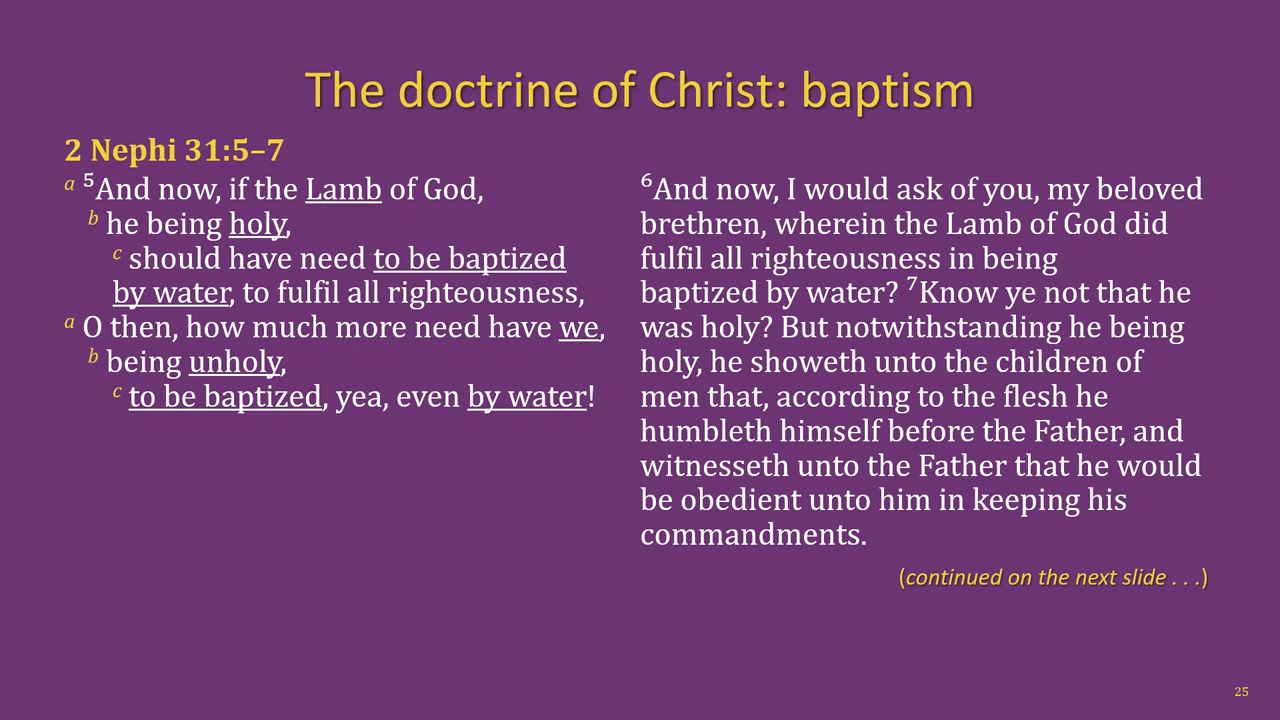 The doctrine of Christ: baptism
2 Nephi 31:5–7
a 5And now, if the Lamb of God,
b he being holy,
c should have need to be baptized
by water, to fulfil all righteousness,
a O then, how much more need have we,
b being unholy,
c to be baptized, yea, even by water!
6And now, I would ask of you, my beloved
brethren, wherein the Lamb of God did
fulfil all righteousness in being
baptized by water? 7Know ye not that he
was holy? But notwithstanding he being
holy, he showeth unto the children of
men that, according to the flesh he
humbleth himself before the Father, and
witnesseth unto the Father that he would
be obedient unto him in keeping his
commandments.
(continued on the next slide . . .)
25